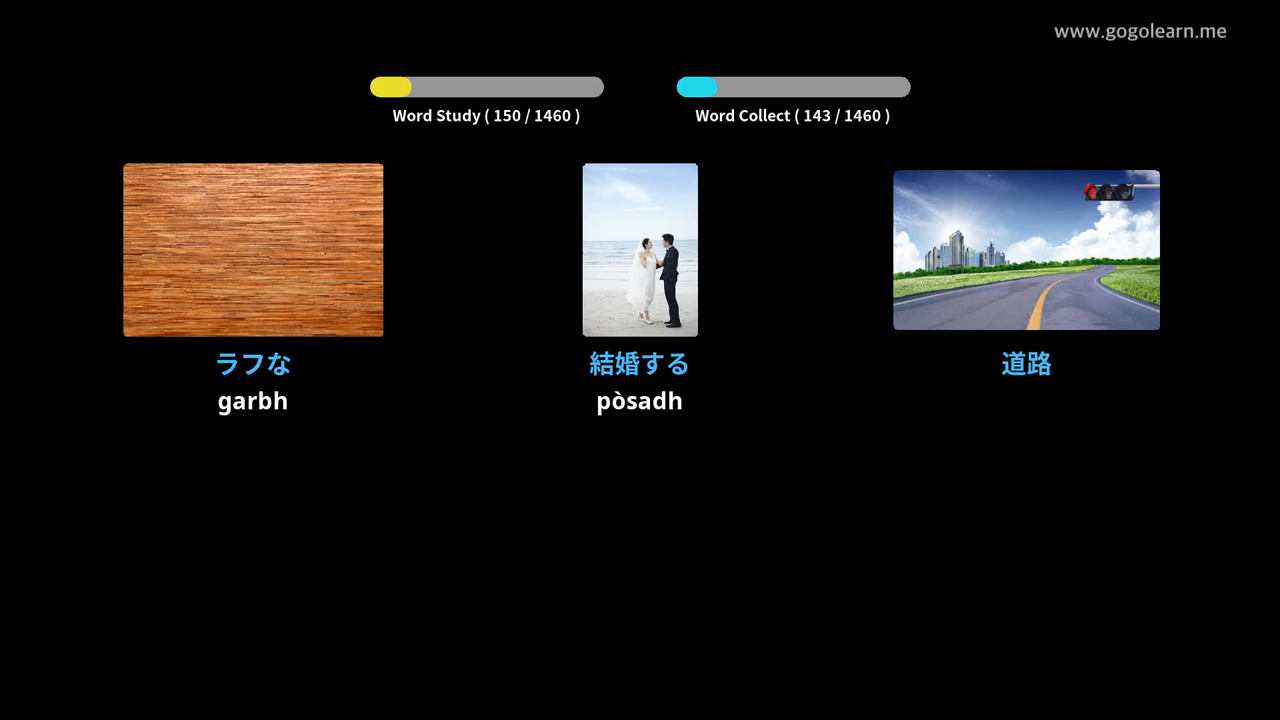 www.gogolearn.me
Word Study ( 150 / 1460 )
Word Collect ( 143 / 1460 )
ラフな
garbh
結婚する
pòsadh
道路